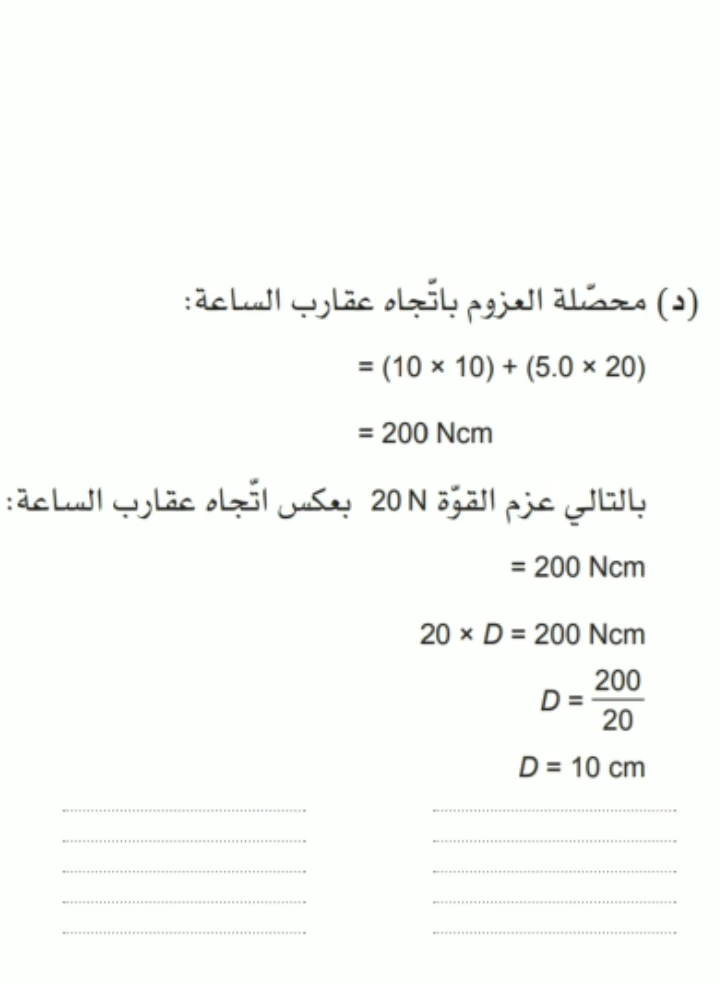 (د) محصّلة العزوم باتّجاه عقارب الساعة:
= (10 × 10) + (5.0 × 20)
= 200 Ncm
بالتالي عزم القوّة 20 N بعكس اتّجاه عقارب الساعة:
= 200 Ncm
20 × D = 200 Ncm
D = 200/20
D = 10 cm